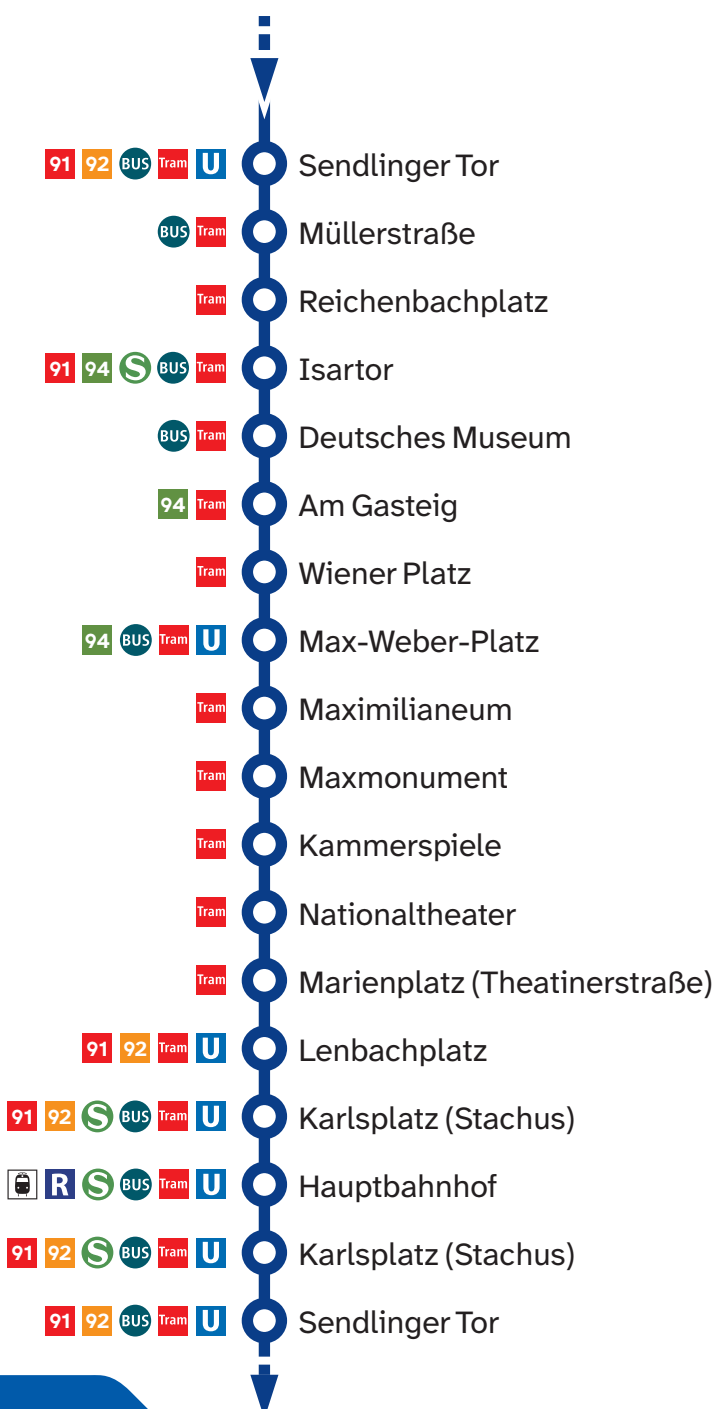 91 92 BUS Tram U Sendlinger Tor
BUS Tram Müllerstraße
Tram Reichenbachplatz
91 94 S BUS Tram Isartor
BUS Tram Deutsches Museum
94 Tram Am Gasteig
Tram Wiener Platz
94 BUS Tram U Max-Weber-Platz
Tram Maximilianeum
Tram Maxmonument
Tram Kammerspiele
Tram Nationaltheater
Tram Marienplatz (Theatinerstraße)
91 92 Tram U Lenbachplatz
91 92 S BUS Tram U Karlsplatz (Stachus)
R S BUS Tram U Hauptbahnhof
91 92 S BUS Tram U Karlsplatz (Stachus)
91 92 BUS Tram U Sendlinger Tor